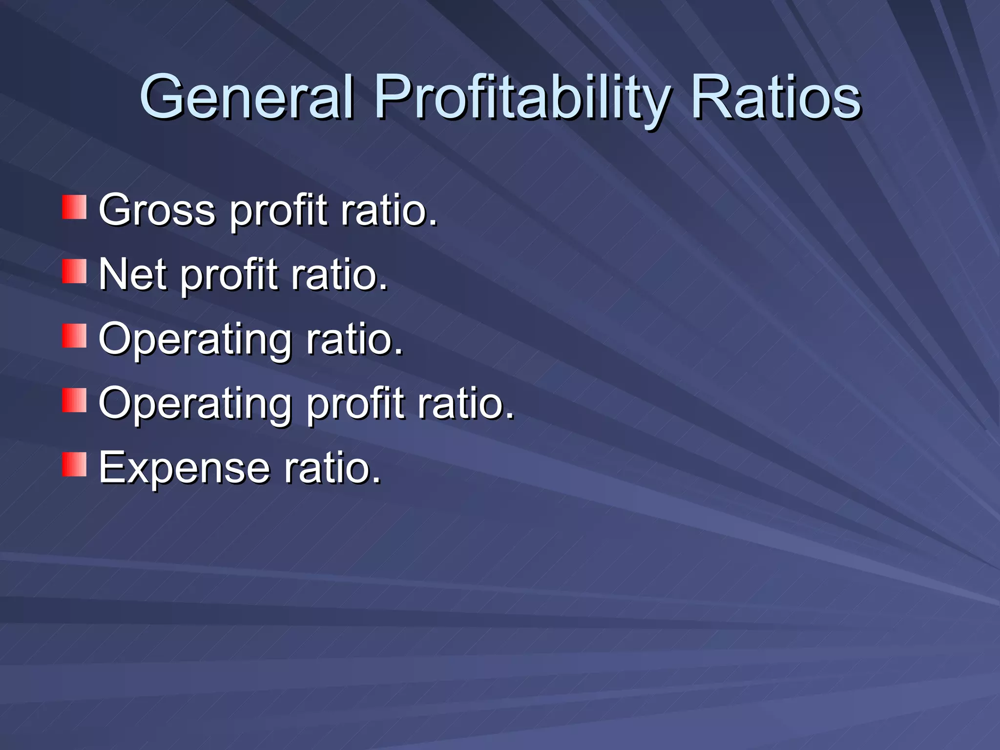 General Profitability Ratios
Gross profit ratio.
Net profit ratio.
Operating ratio.
Operating profit ratio.
Expense ratio.